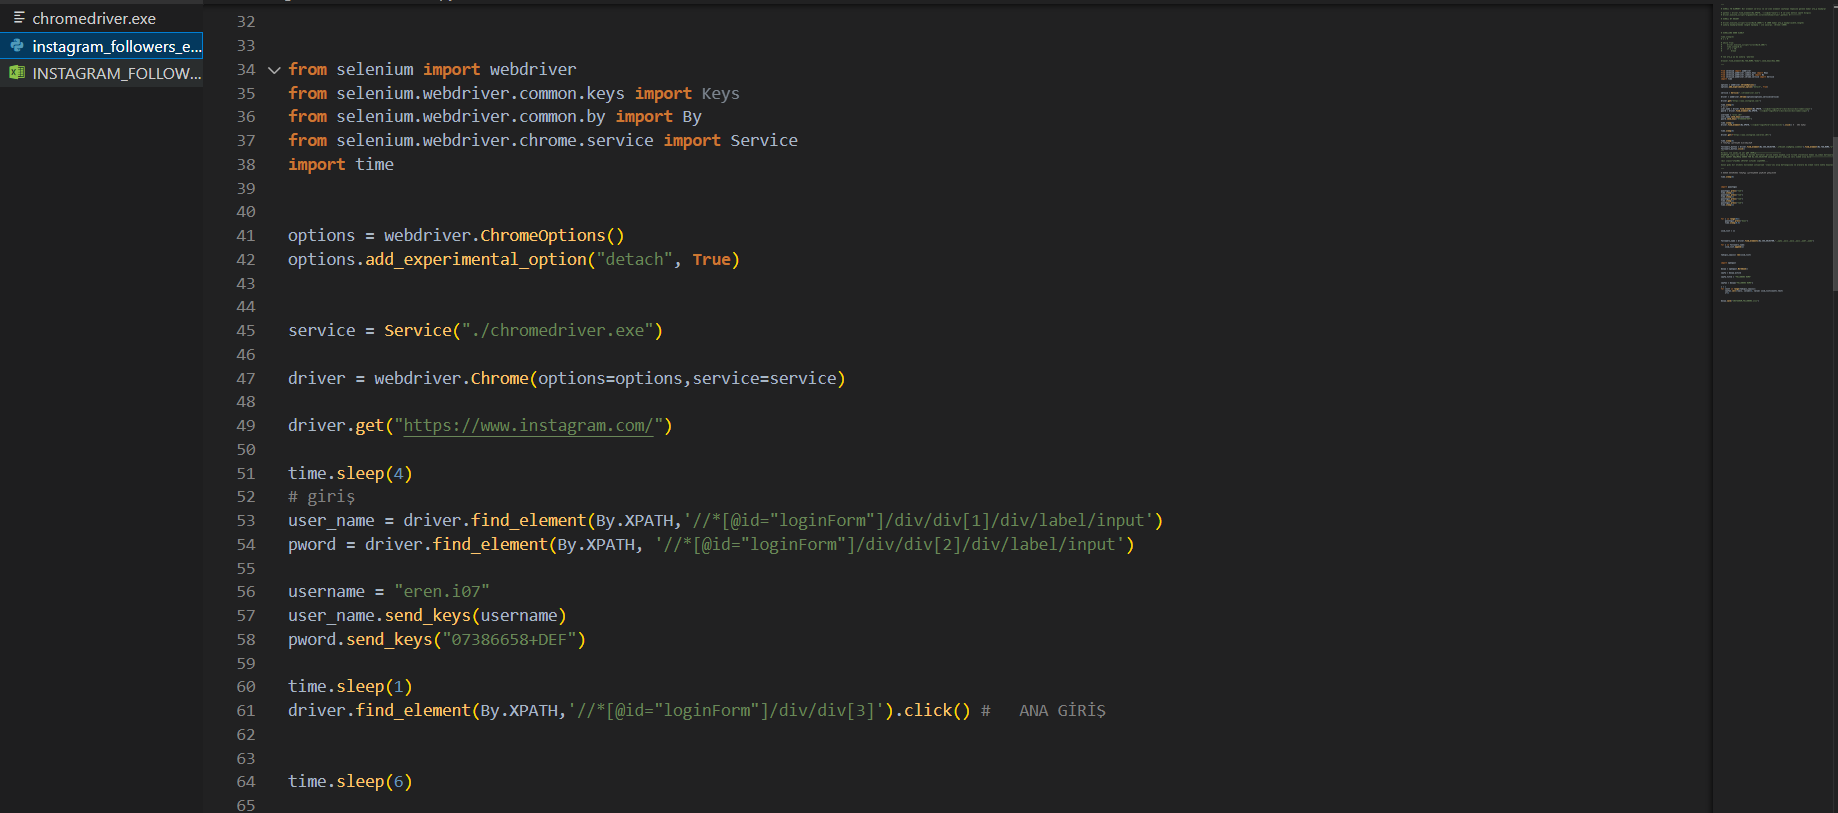 chromedriver.exe
instagram_followers_e...
INSTAGRAM_FOLLOW...
32
33
34 from selenium import webdriver
35 from selenium.webdriver.common.keys import Keys
36 from selenium.webdriver.common.by import By
37 from selenium.webdriver.chrome.service import Service
38 import time
39
40
41 options = webdriver.ChromeOptions()
42 options.add_experimental_option("detach", True)
43
44
45 service = Service("./chromedriver.exe")
46
47 driver = webdriver.Chrome(options=options,service=service)
48
49 driver.get("https://www.instagram.com/")
50
51 time.sleep(4)
52 # giriş
53 user_name = driver.find_element(By.XPATH,'//*[@id="loginForm"]/div/div[1]/div/label/input')
54 pword = driver.find_element(By.XPATH, '//*[@id="loginForm"]/div/div[2]/div/label/input')
55
56 username = "eren.i07"
57 user_name.send_keys(username)
58 pword.send_keys("07386658+DEF")
59
60 time.sleep(1)
61 driver.find_element(By.XPATH,'//*[@id="loginForm"]/div/div[3]').click() # ANA GİRİŞ
62
63
64 time.sleep(6)
65